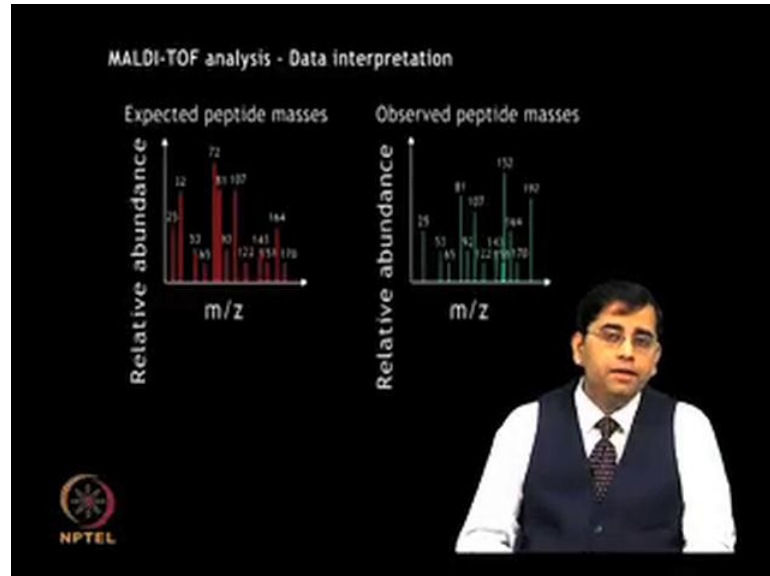 MALDI-TOF analysis - Data interpretation
Expected peptide masses
Relative abundance
72
32
81 107
25
164
53
65
122
143
170
m/z
Observed peptide masses
Relative abundance
152
81
192
107
25
164
53
65
92
122
143
170
m/z
NPTEL